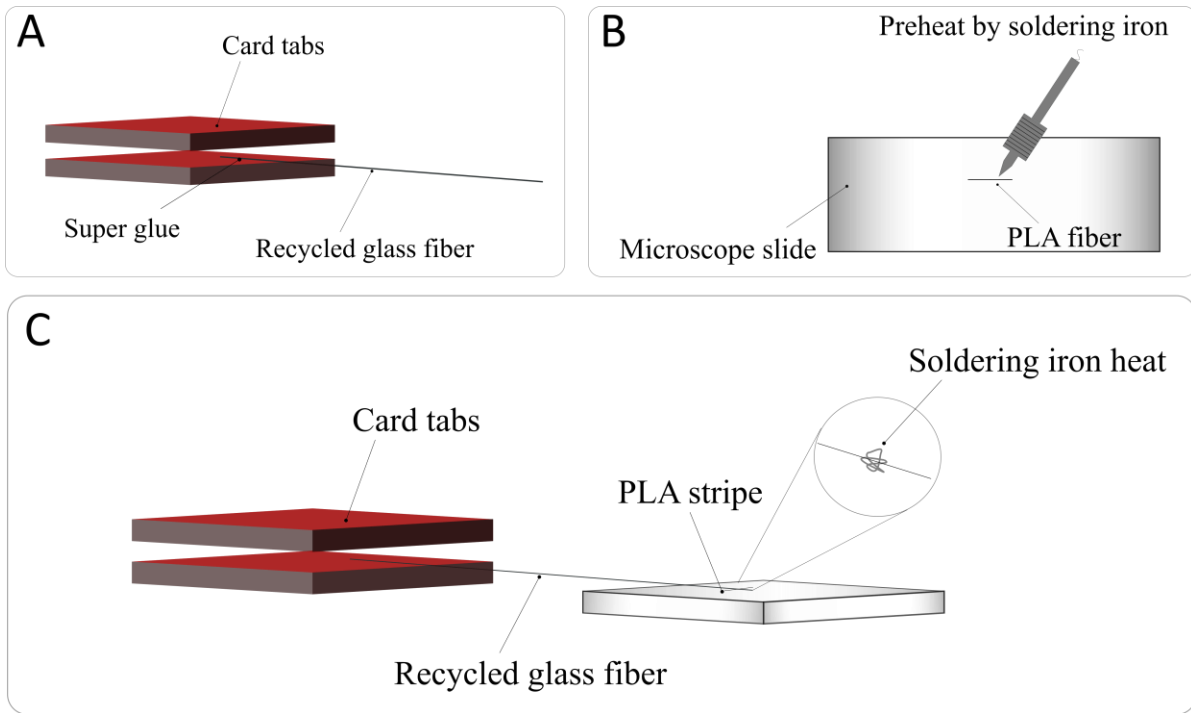 A
Card tabs
Super glue
Recycled glass fiber
B
Preheat by soldering iron
Microscope slide
PLA fiber
C
Soldering iron heat
Card tabs
PLA stripe
Recycled glass fiber